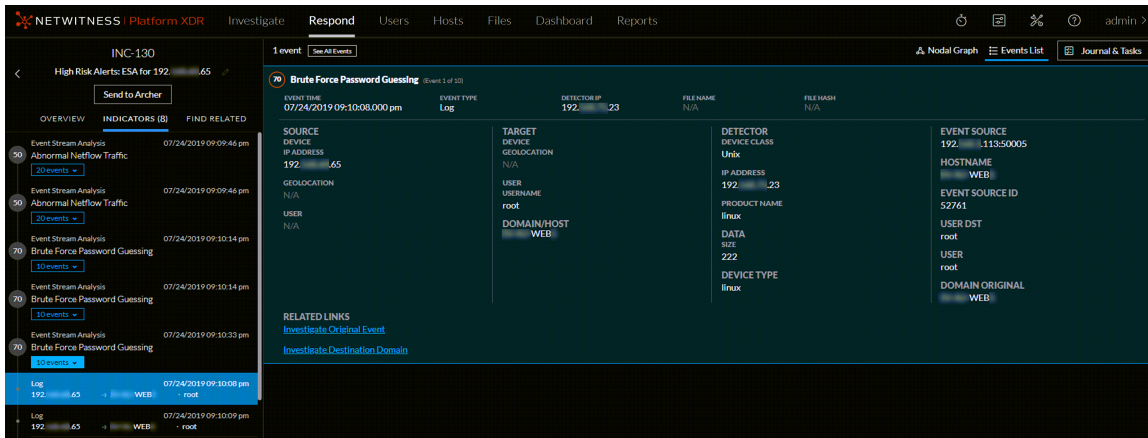 NETWITNESS Platform XDR Investigate Respond Users Hosts Files Dashboard Reports admin >
INC-130
High Risk Alerts: ESA for 192. .65
Send to Archer
OVERVIEW INDICATORS (8) FIND RELATED
Event Stream Analysis 07/24/2019 09:09:46 pm
50 Abnormal Netflow Traffic
20 events
Event Stream Analysis 07/24/2019 09:09:46 pm
50 Abnormal Netflow Traffic
20 events
Event Stream Analysis 07/24/2019 09:10:14 pm
70 Brute Force Password Guessing
10 events
Event Stream Analysis 07/24/2019 09:10:14 pm
70 Brute Force Password Guessing
10 events
Event Stream Analysis 07/24/2019 09:10:33 pm
70 Brute Force Password Guessing
10 events
Log 07/24/2019 09:10:08 pm
192. .65 → WEB • root
Log 07/24/2019 09:10:09 pm
192. .65 → WEB • root
1 event See All Events Nodal Graph Events List Journal & Tasks
70 Brute Force Password Guessing (Event 1 of 10)
EVENT TIME EVENT TYPE DETECTOR IP FILE NAME FILE HASH
07/24/2019 09:10:08.000 pm Log 192. .23 N/A N/A
SOURCE
DEVICE
IP ADDRESS
192. .65
GEOLOCATION
N/A
USER
N/A
TARGET
DEVICE
GEOLOCATION
N/A
USER
USERNAME
root
DOMAIN/HOST
WEB
DETECTOR
DEVICE CLASS
Unix
IP ADDRESS
192. .23
PRODUCT NAME
linux
DATA
SIZE
222
DEVICE TYPE
linux
EVENT SOURCE
192. .113:50005
HOSTNAME
WEB
EVENT SOURCE ID
52761
USER DST
root
USER
root
DOMAIN ORIGINAL
WEB
RELATED LINKS
Investigate Original Event
Investigate Destination Domain